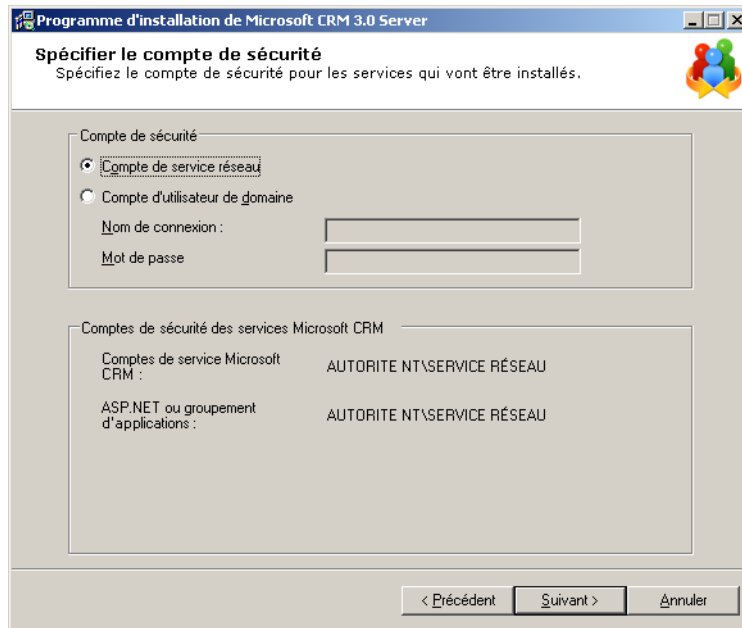 Programme d'installation de Microsoft CRM 3.0 Server
Spécifier le compte de sécurité
Spécifiez le compte de sécurité pour les services qui vont être installés.
Compte de sécurité
Compte de service réseau
Compte d'utilisateur de domaine
Nom de connexion :
Mot de passe
Comptes de sécurité des services Microsoft CRM
Comptes de service Microsoft
CRM :
AUTORITE NT\SERVICE RÉSEAU
ASP.NET ou groupement
d'applications :
AUTORITE NT\SERVICE RÉSEAU
< Précédent
Suivant >
Annuler